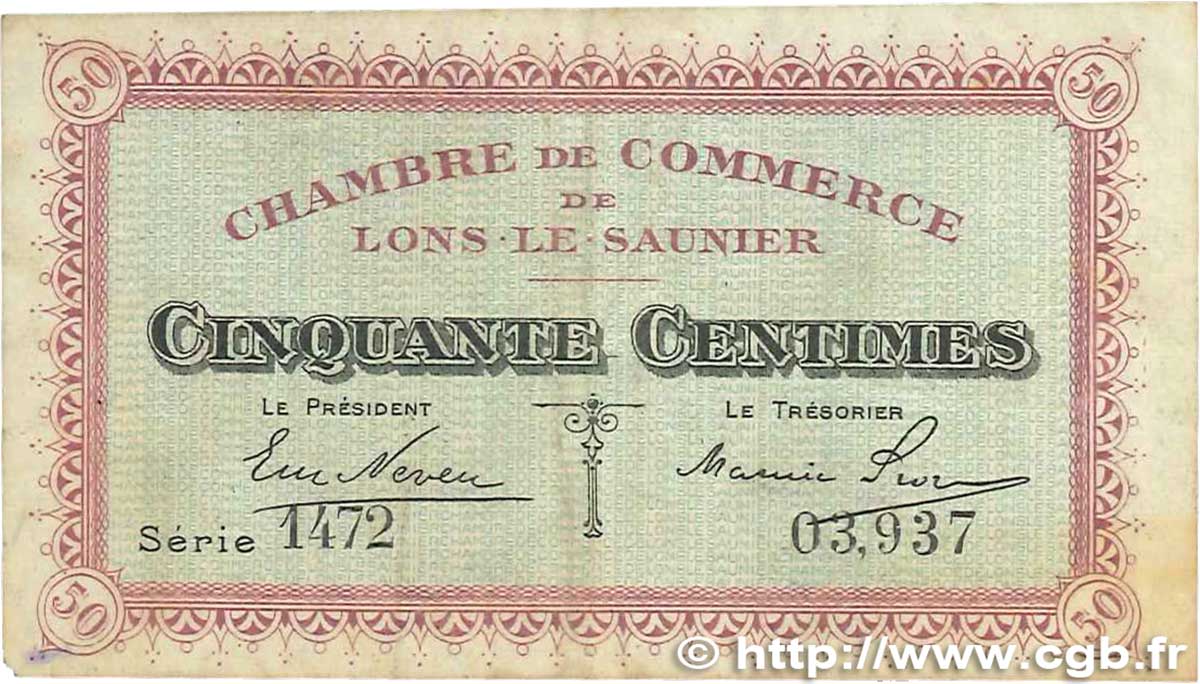 50 50
CHAMBRE DE COMMERCE
DE
LONS-LE-SAUNIER
CINQUANTE CENTIMES
LE PRÉSIDENT LE TRÉSORIER
Série 1472 03,937
50 50
© http://www.cgb.fr